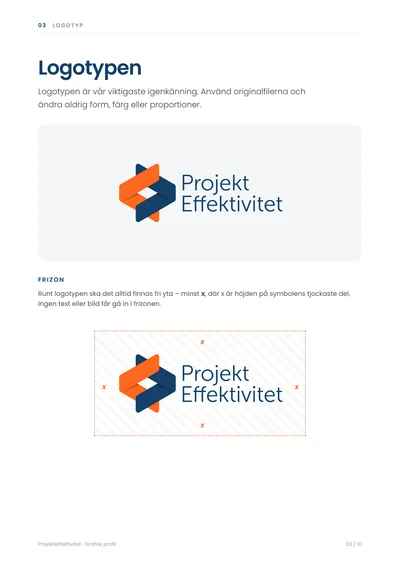 03 LOGOTYP
Logotypen
Logotypen är vår viktigaste igenkänning. Använd originalfilerna och
ändra aldrig form, färg eller proportioner.
Projekt
Effektivitet
FRIZON
Runt logotypen ska det alltid finnas fri yta – minst x, där x är höjden på symbolens tjockaste del.
Ingen text eller bild får gå in i frizonen.
x
Projekt
x x
Effektivitet
x
Projekteffektivitet · Grafisk profil 03 / 10